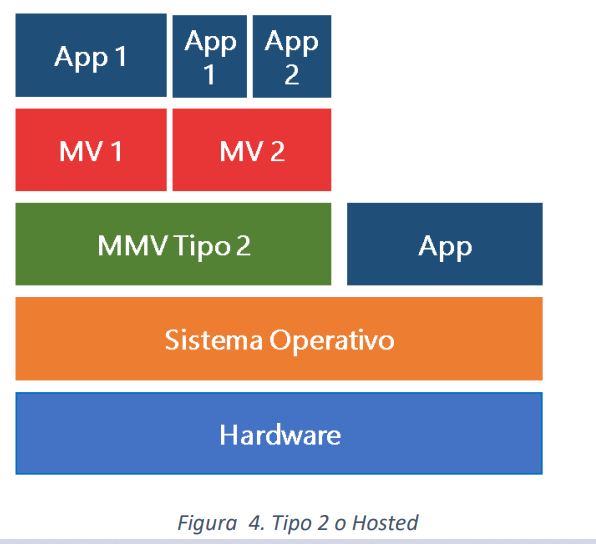 App 1
App
1
App
2
MV 1
MV 2
MMV Tipo 2
App
Sistema Operativo
Hardware
Figura 4. Tipo 2 o Hosted